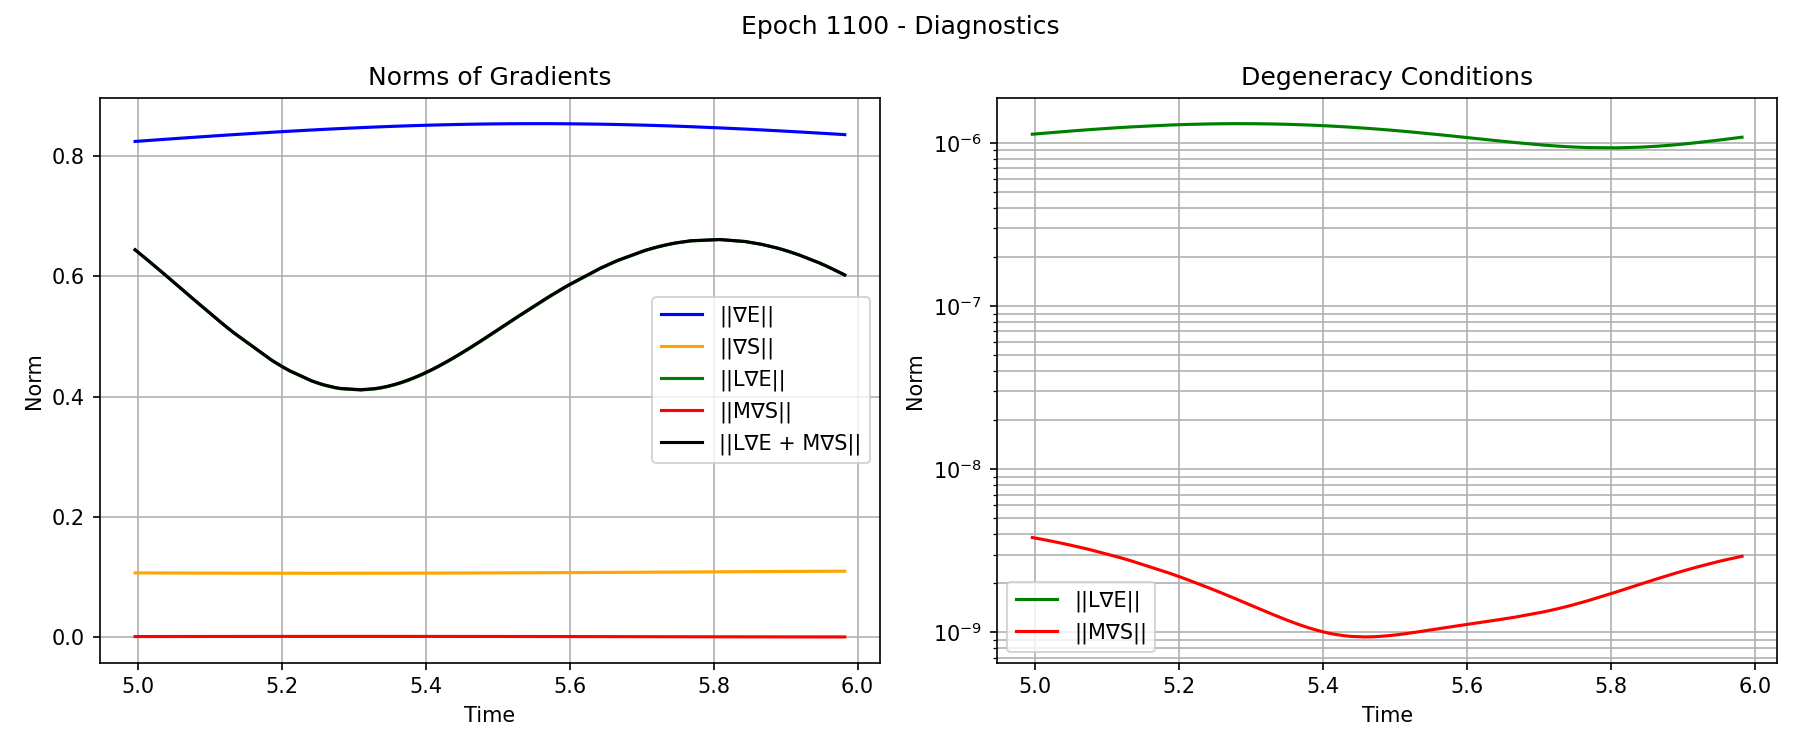 Epoch 1100 - Diagnostics
Norms of Gradients
Norm
0.8
0.6
0.4
0.2
0.0
||∇E||
||∇S||
||L∇E||
||M∇S||
||L∇E + M∇S||
5.0 5.2 5.4 5.6 5.8 6.0
Time
Degeneracy Conditions
Norm
10⁻⁶
10⁻⁷
10⁻⁸
10⁻⁹
||L∇E||
||M∇S||
5.0 5.2 5.4 5.6 5.8 6.0
Time